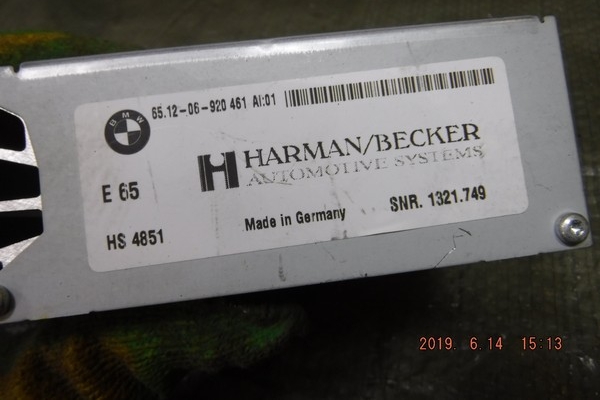 BMW
65.12-06-920 461 AI:01
HARMAN/BECKER
AUTOMOTIVE SYSTEMS
E 65
HS 4851
Made in Germany
SNR. 1321.749
2019. 6.14 15:13